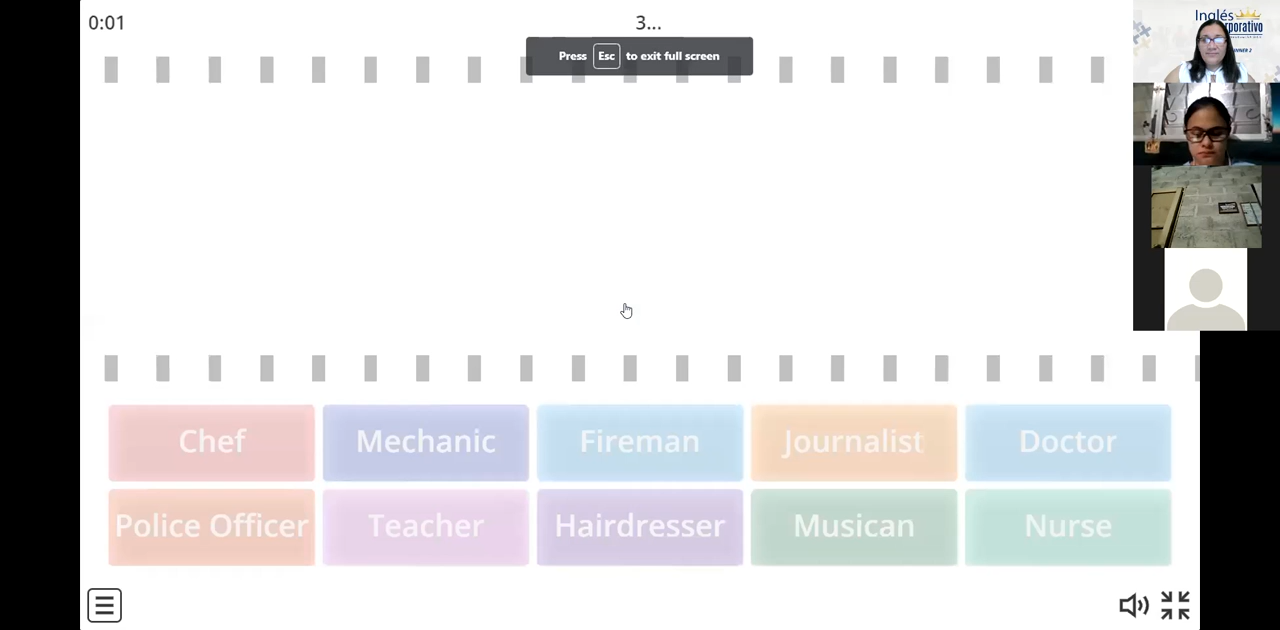 0:01
3...
Press Esc to exit full screen
Inglés
Chef
Mechanic
Fireman
Journalist
Doctor
Police Officer
Teacher
Hairdresser
Musican
Nurse